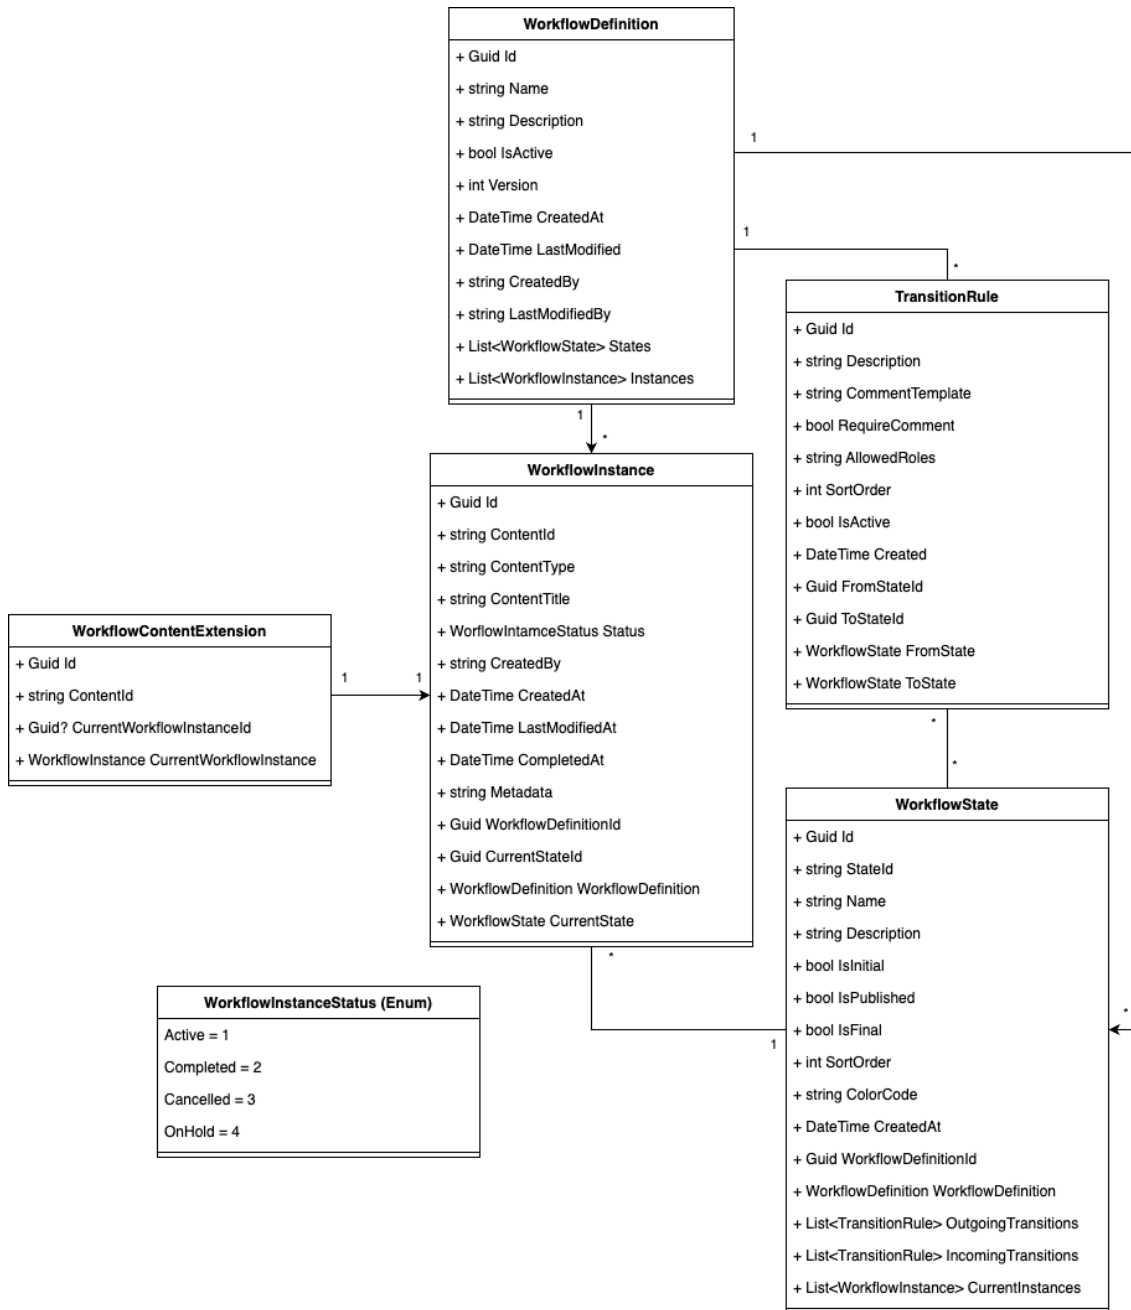 WorkflowDefinition
+ Guid Id
+ string Name
+ string Description
+ bool IsActive
+ int Version
+ DateTime CreatedAt
+ DateTime LastModified
+ string CreatedBy
+ string LastModifiedBy
+ List<WorkflowState> States
+ List<WorkflowInstance> Instances
1
1
*
1
*
TransitionRule
+ Guid Id
+ string Description
+ string CommentTemplate
+ bool RequireComment
+ string AllowedRoles
+ int SortOrder
+ bool IsActive
+ DateTime Created
+ Guid FromStateId
+ Guid ToStateId
+ WorkflowState FromState
+ WorkflowState ToState
*
*
WorkflowInstance
+ Guid Id
+ string ContentId
+ string ContentType
+ string ContentTitle
+ WorflowIntamceStatus Status
+ string CreatedBy
+ DateTime CreatedAt
+ DateTime LastModifiedAt
+ DateTime CompletedAt
+ string Metadata
+ Guid WorkflowDefinitionId
+ Guid CurrentStateId
+ WorkflowDefinition WorkflowDefinition
+ WorkflowState CurrentState
*
1
WorkflowContentExtension
+ Guid Id
+ string ContentId
+ Guid? CurrentWorkflowInstanceId
+ WorkflowInstance CurrentWorkflowInstance
1
1
WorkflowState
+ Guid Id
+ string StateId
+ string Name
+ string Description
+ bool IsInitial
+ bool IsPublished
+ bool IsFinal
+ int SortOrder
+ string ColorCode
+ DateTime CreatedAt
+ Guid WorkflowDefinitionId
+ WorkflowDefinition WorkflowDefinition
+ List<TransitionRule> OutgoingTransitions
+ List<TransitionRule> IncomingTransitions
+ List<WorkflowInstance> CurrentInstances
*
WorkflowInstanceStatus (Enum)
Active = 1
Completed = 2
Cancelled = 3
OnHold = 4